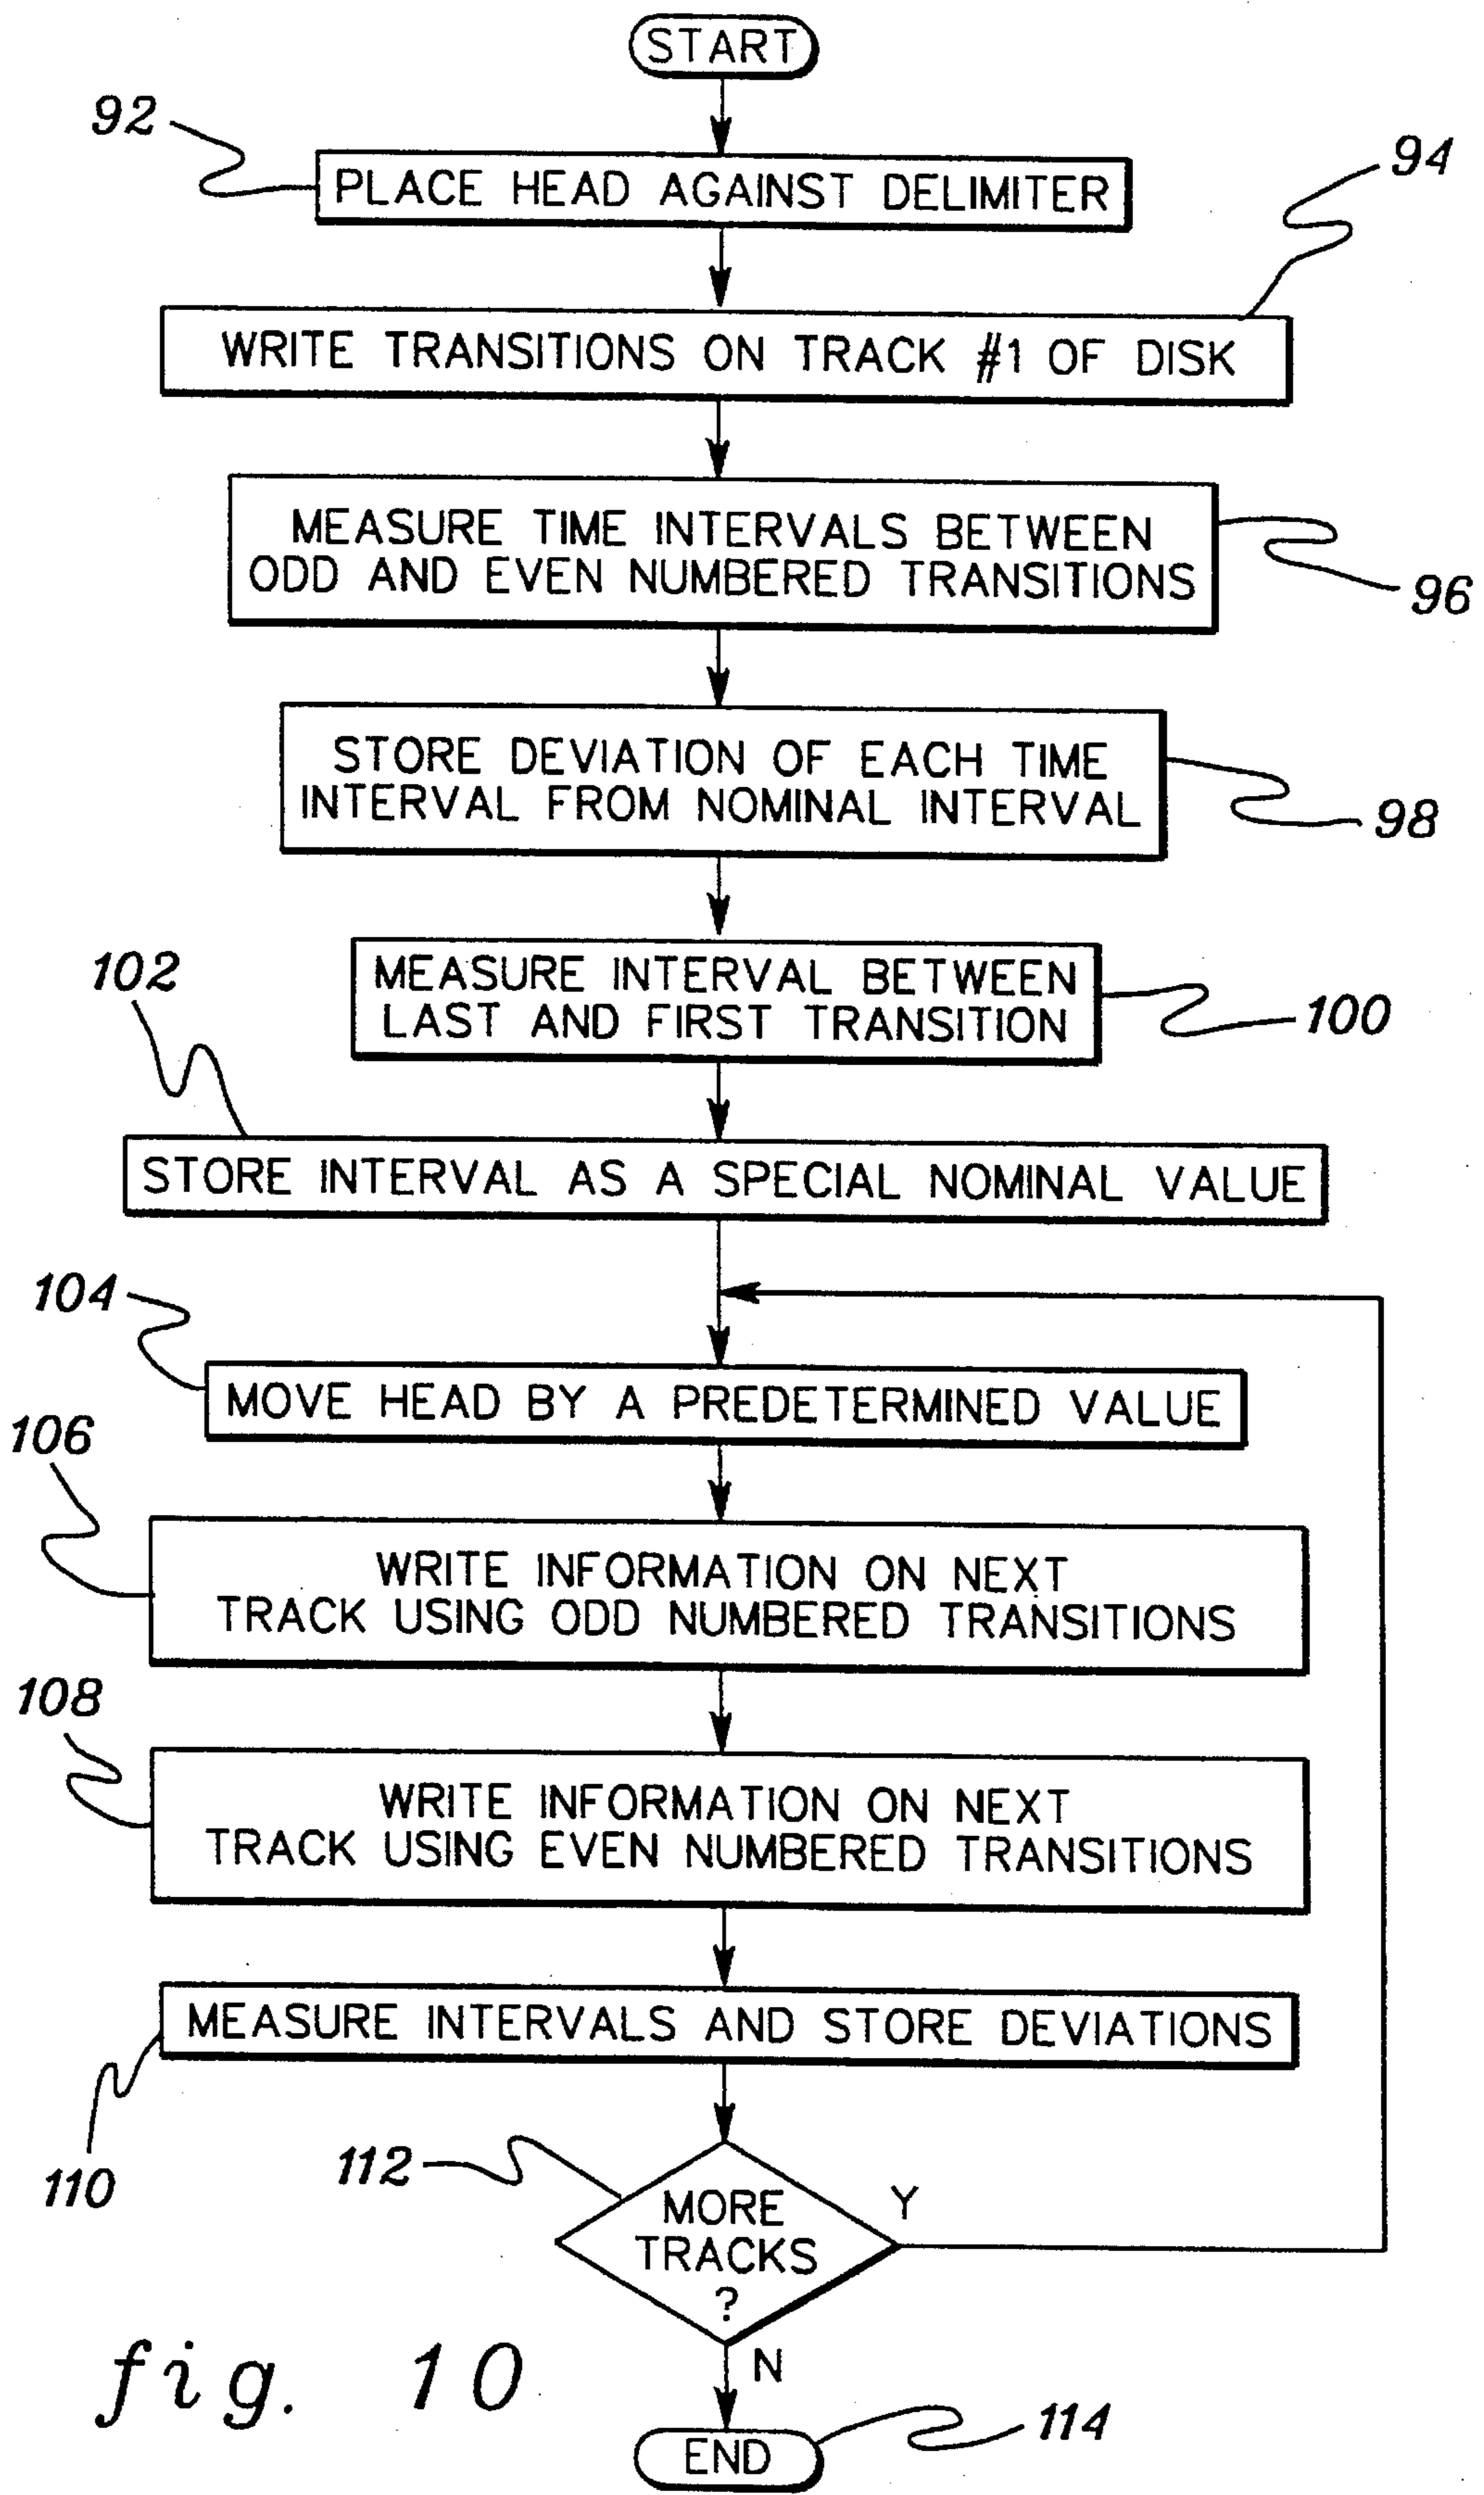 START
92
PLACE HEAD AGAINST DELIMITER
94
WRITE TRANSITIONS ON TRACK #1 OF DISK
MEASURE TIME INTERVALS BETWEEN
ODD AND EVEN NUMBERED TRANSITIONS
96
STORE DEVIATION OF EACH TIME
INTERVAL FROM NOMINAL INTERVAL
98
MEASURE INTERVAL BETWEEN
LAST AND FIRST TRANSITION
100
102
STORE INTERVAL AS A SPECIAL NOMINAL VALUE
104
MOVE HEAD BY A PREDETERMINED VALUE
106
WRITE INFORMATION ON NEXT
TRACK USING ODD NUMBERED TRANSITIONS
108
WRITE INFORMATION ON NEXT
TRACK USING EVEN NUMBERED TRANSITIONS
110
MEASURE INTERVALS AND STORE DEVIATIONS
112
MORE
TRACKS
?
Y
N
END
114
fig. 10